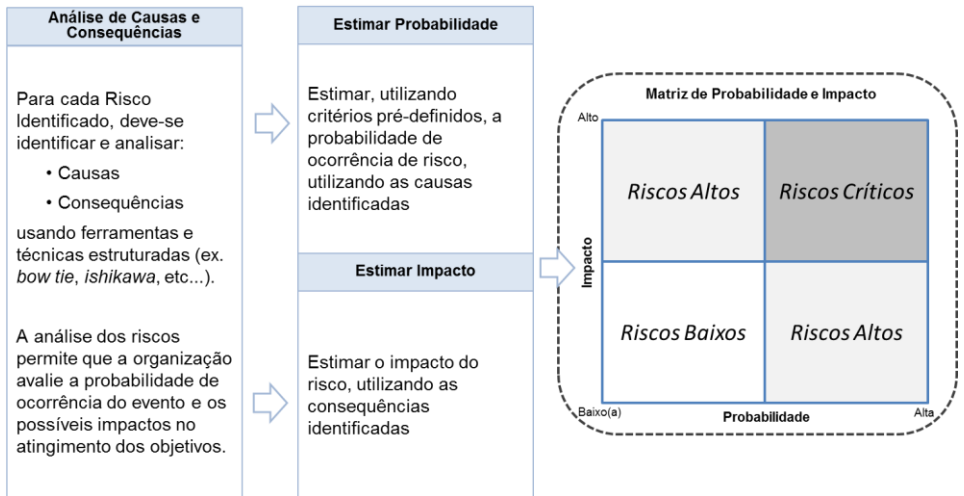 Análise de Causas e
Consequências
Para cada Risco
Identificado, deve-se
identificar e analisar:
• Causas
• Consequências
usando ferramentas e
técnicas estruturadas (ex.
bow tie, ishikawa, etc...).
A análise dos riscos
permite que a organização
avalie a probabilidade de
ocorrência do evento e os
possíveis impactos no
atingimento dos objetivos.
Estimar Probabilidade
Estimar, utilizando
critérios pré-definidos, a
probabilidade de
ocorrência de risco,
utilizando as causas
identificadas
Estimar Impacto
Estimar o impacto do
risco, utilizando as
consequências
identificadas
Matriz de Probabilidade e Impacto
Alto
Riscos Altos
Riscos Críticos
Impacto
Riscos Baixos
Riscos Altos
Baixo(a)
Probabilidade
Alta